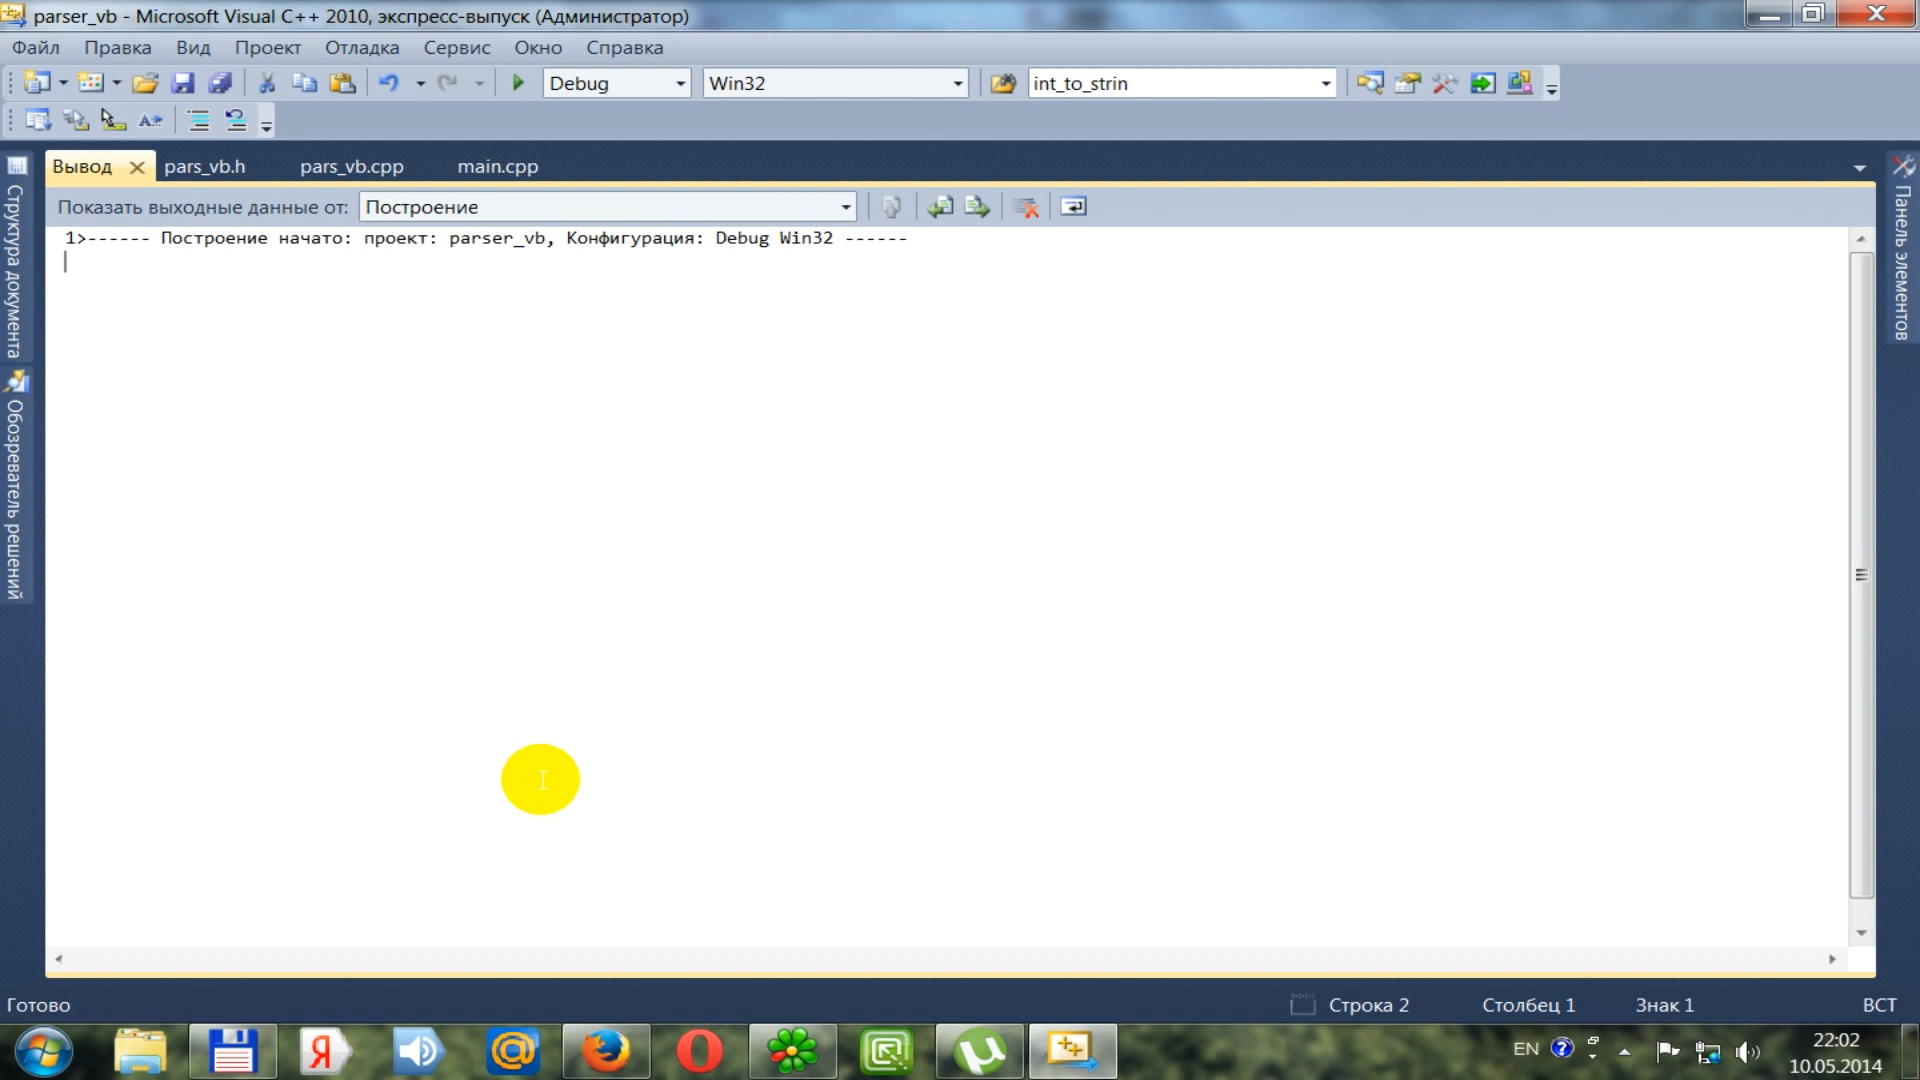 parser_vb - Microsoft Visual C++ 2010, экспресс-выпуск (Администратор)
Файл Правка Вид Проект Отладка Сервис Окно Справка
Debug Win32 int_to_strin
Вывод pars_vb.h pars_vb.cpp main.cpp
Показать выходные данные от: Построение
1>------ Построение начато: проект: parser_vb, Конфигурация: Debug Win32 ------
Структура документа
Обозреватель решений
Панель элементов
Готово Строка 2 Столбец 1 Знак 1 ВСТ
EN 22:02
10.05.2014